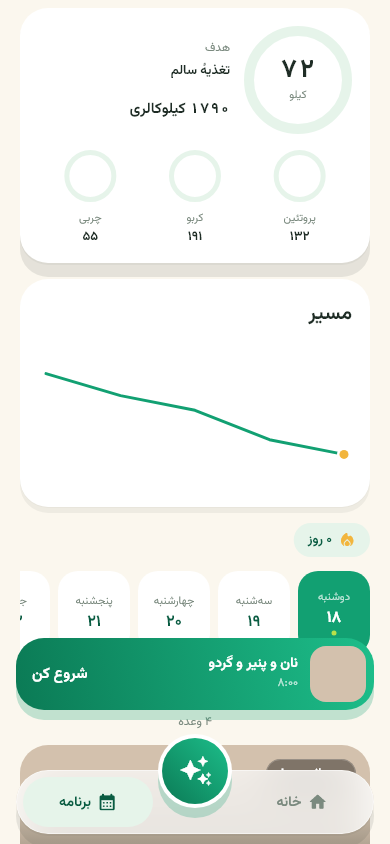 هدف
تغذیهٔ سالم
۱۷۹۰ کیلوکالری
۷۲
کیلو
پروتئین
۱۳۲
کربو
۱۹۱
چربی
۵۵
مسیر
۰ روز
دوشنبه
۱۸
سه‌شنبه
۱۹
چهارشنبه
۲۰
پنجشنبه
۲۱
نان و پنیر و گردو
۸:۰۰
شروع کن
۴ وعده
خانه
برنامه